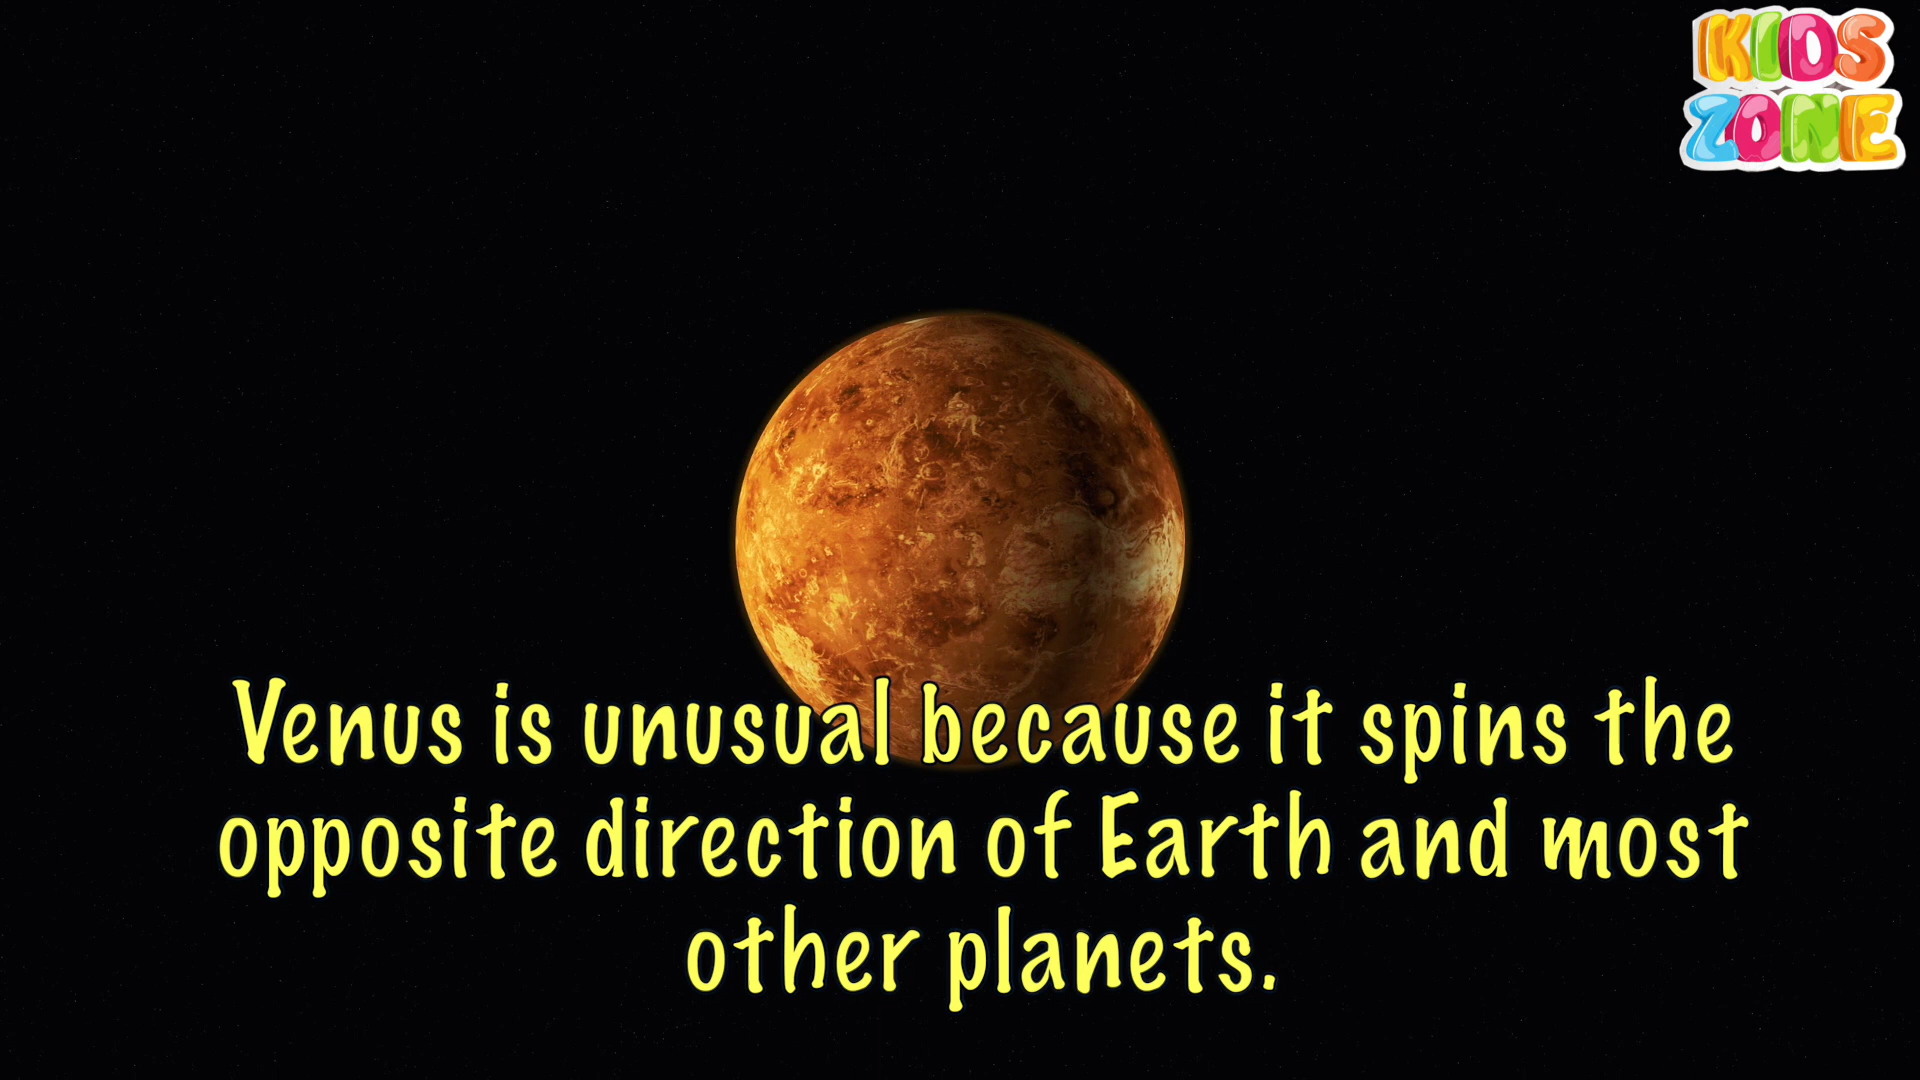 KIDS
ZONE
Venus is unusual because it spins the
opposite direction of Earth and most
other planets.